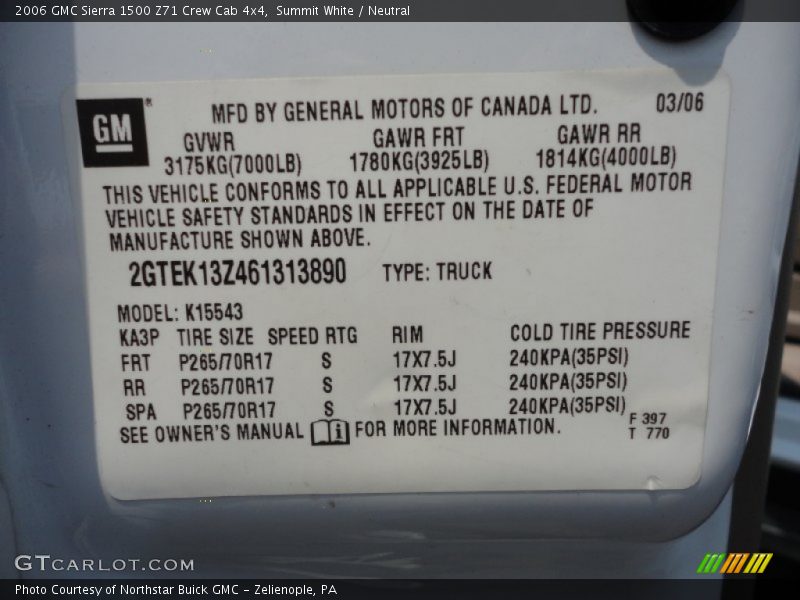 2006 GMC Sierra 1500 Z71 Crew Cab 4x4, Summit White / Neutral
GM®
MFD BY GENERAL MOTORS OF CANADA LTD. 03/06
GVWR GAWR FRT GAWR RR
3175KG(7000LB) 1780KG(3925LB) 1814KG(4000LB)
THIS VEHICLE CONFORMS TO ALL APPLICABLE U.S. FEDERAL MOTOR
VEHICLE SAFETY STANDARDS IN EFFECT ON THE DATE OF
MANUFACTURE SHOWN ABOVE.
2GTEK13Z461313890 TYPE: TRUCK
MODEL: K15543
KA3P TIRE SIZE SPEED RTG RIM COLD TIRE PRESSURE
FRT P265/70R17 S 17X7.5J 240KPA(35PSI)
RR P265/70R17 S 17X7.5J 240KPA(35PSI)
SPA P265/70R17 S 17X7.5J 240KPA(35PSI)
SEE OWNER'S MANUAL i FOR MORE INFORMATION.
F 397
T 770
GTCARLOT.COM
Photo Courtesy of Northstar Buick GMC - Zelienople, PA